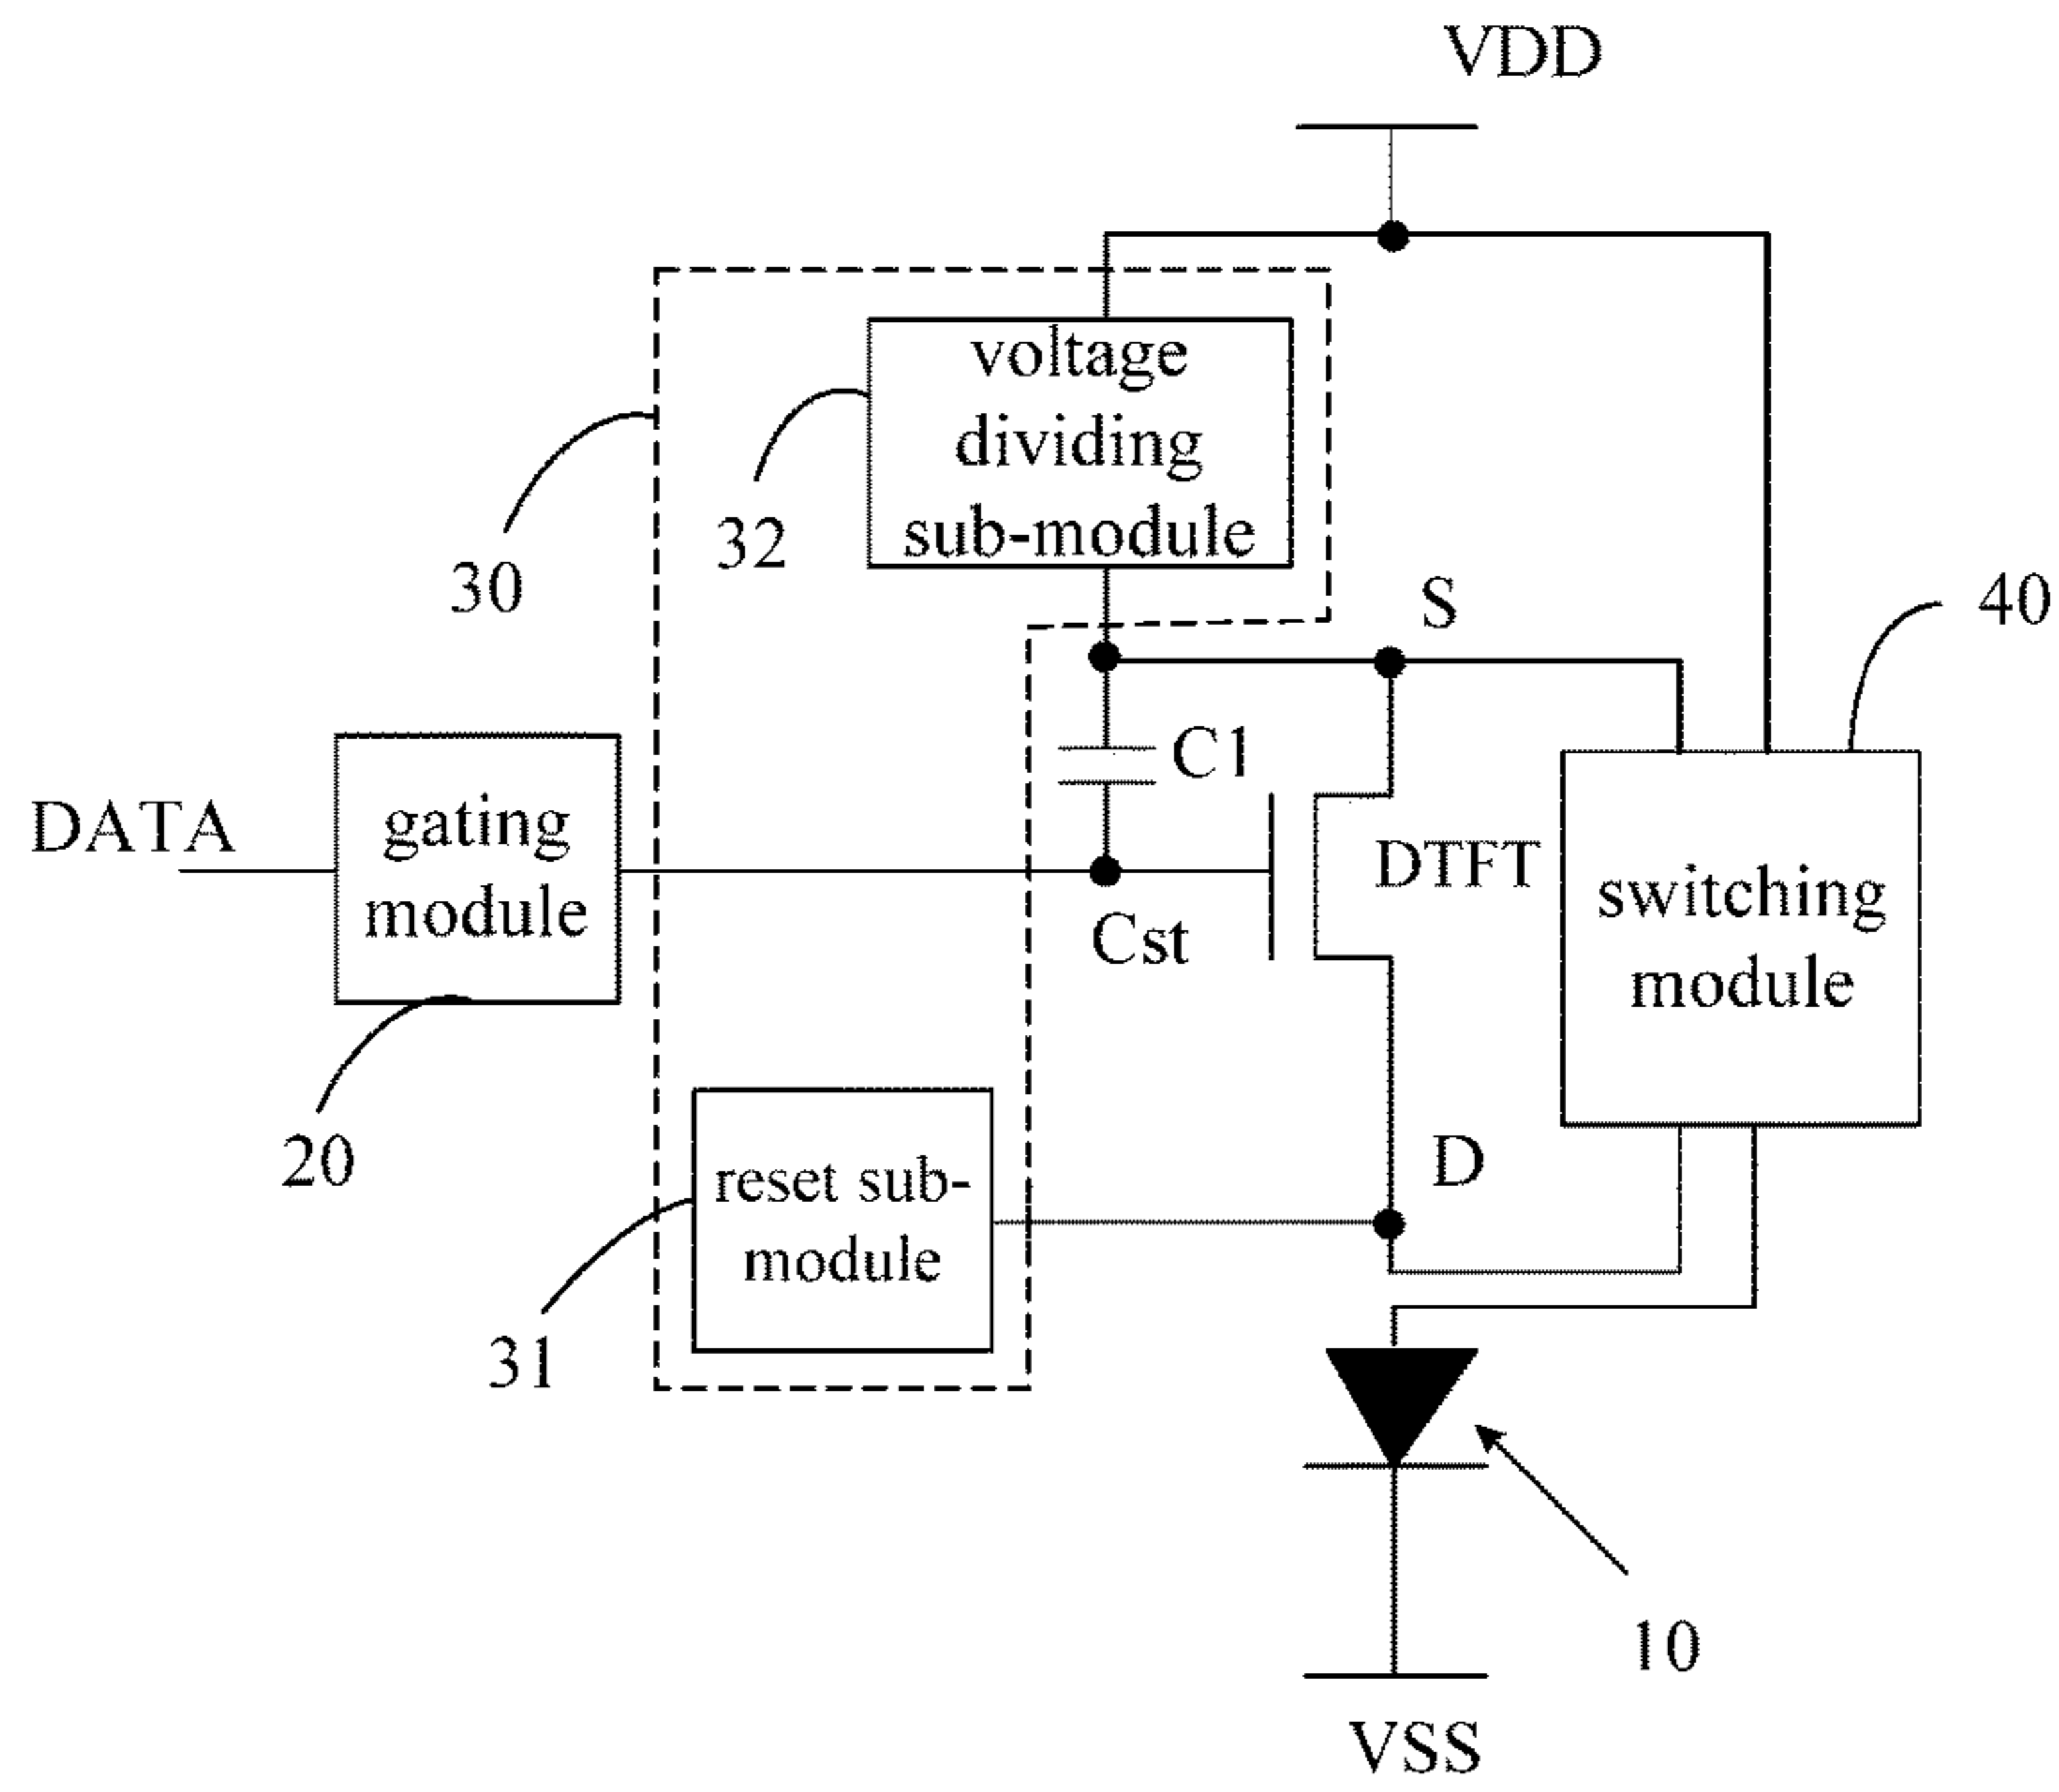 VDD
voltage
dividing
sub-module
32
30
S
40
C1
DATA
gating
module
DTFT
switching
module
Cst
20
D
reset sub-
module
31
10
VSS